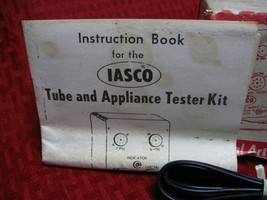 Instruction Book
for the
IASCO
Tube and Appliance Tester Kit
INDICATOR